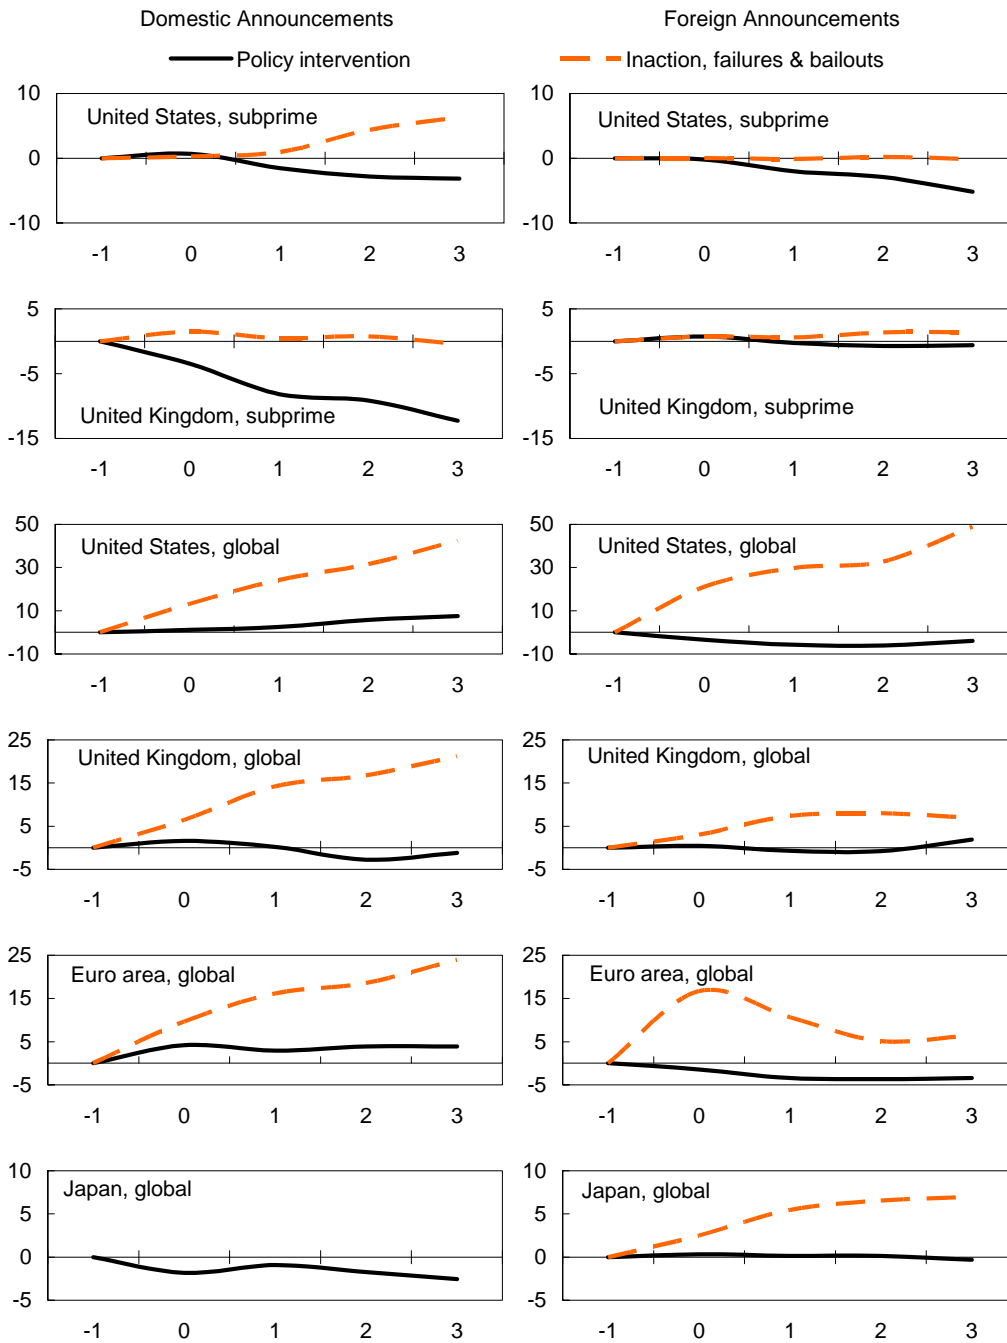 Domestic Announcements Foreign Announcements
Policy intervention Inaction, failures & bailouts
United States, subprime
10
0
-10
-1 0 1 2 3
United States, subprime
-1 0 1 2 3
10
0
-10
United Kingdom, subprime
5
-5
-15
-1 0 1 2 3
United Kingdom, subprime
5
-5
-15
-1 0 1 2 3
United States, global
50
30
10
-10
-1 0 1 2 3
United States, global
50
30
10
-10
-1 0 1 2 3
United Kingdom, global
25
15
5
-5
-1 0 1 2 3
United Kingdom, global
25
15
5
-5
-1 0 1 2 3
Euro area, global
25
15
5
-5
-1 0 1 2 3
Euro area, global
25
15
5
-5
-1 0 1 2 3
Japan, global
10
5
0
-5
-1 0 1 2 3
Japan, global
10
5
0
-5
-1 0 1 2 3